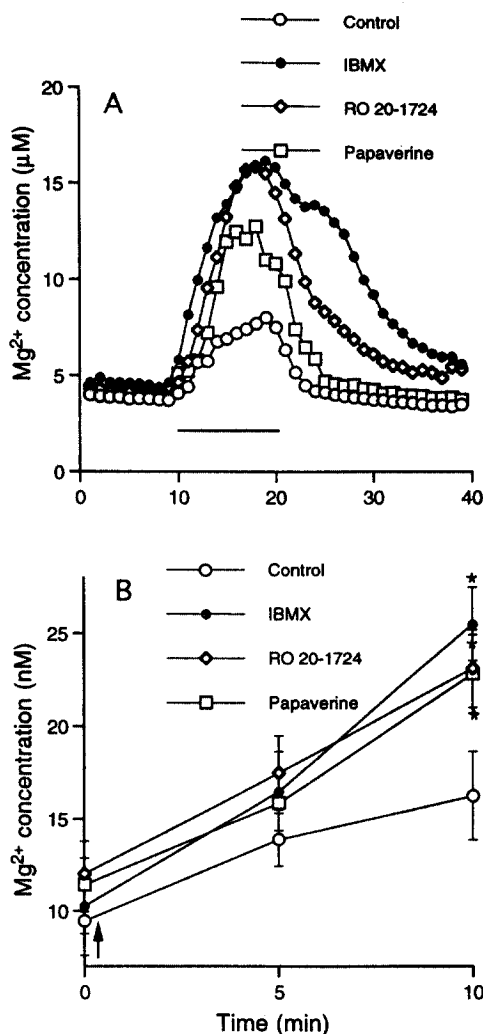 Control
IBMX
RO 20-1724
Papaverine
A
20
15
10
5
0
Mg2+ concentration (µM)
0
10
20
30
40
B
Control
IBMX
RO 20-1724
Papaverine
25
20
15
10
Mg2+ concentration (nM)
*
*
*
0
5
10
Time (min)